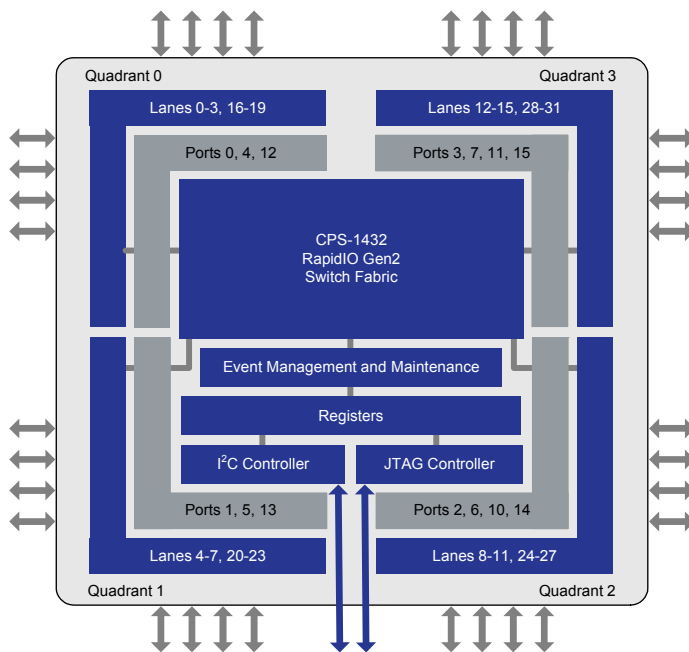 Quadrant 0
Quadrant 3
Lanes 0-3, 16-19
Lanes 12-15, 28-31
Ports 0, 4, 12
Ports 3, 7, 11, 15
CPS-1432
RapidIO Gen2
Switch Fabric
Event Management and Maintenance
Registers
I²C Controller
JTAG Controller
Ports 1, 5, 13
Ports 2, 6, 10, 14
Lanes 4-7, 20-23
Lanes 8-11, 24-27
Quadrant 1
Quadrant 2